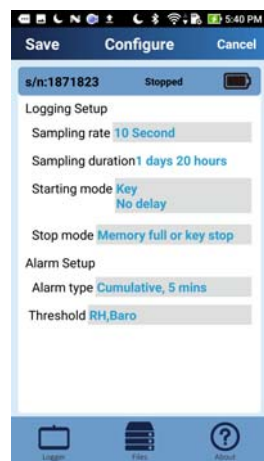 5:40 PM
Save Configure Cancel
s/n:1871823 Stopped
Logging Setup
Sampling rate 10 Second
Sampling duration1 days 20 hours
Starting mode Key
No delay
Stop mode Memory full or key stop
Alarm Setup
Alarm type Cumulative, 5 mins
Threshold RH,Baro
Logger Files About